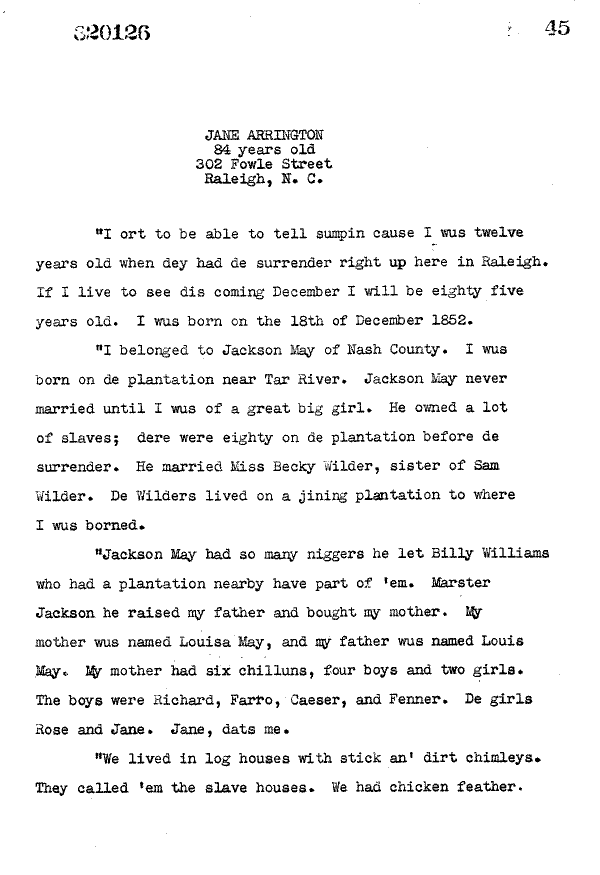 320126
45
JANE ARRINGTON
84 years old
302 Fowle Street
Raleigh, N. C.
"I ort to be able to tell sumpin cause I wus twelve
years old when dey had de surrender right up here in Raleigh.
If I live to see dis coming December I will be eighty five
years old. I wus born on the 18th of December 1852.
"I belonged to Jackson May of Nash County. I wus
born on de plantation near Tar River. Jackson May never
married until I wus of a great big girl. He owned a lot
of slaves; dere were eighty on de plantation before de
surrender. He married Miss Becky Wilder, sister of Sam
Wilder. De Wilders lived on a jining plantation to where
I wus borned.
"Jackson May had so many niggers he let Billy Williams
who had a plantation nearby have part of 'em. Marster
Jackson he raised my father and bought my mother. My
mother wus named Louisa May, and my father wus named Louis
May. My mother had six chilluns, four boys and two girls.
The boys were Richard, Farro, Caeser, and Fenner. De girls
Rose and Jane. Jane, dats me.
"We lived in log houses with stick an' dirt chimleys.
They called 'em the slave houses. We had chicken feather.